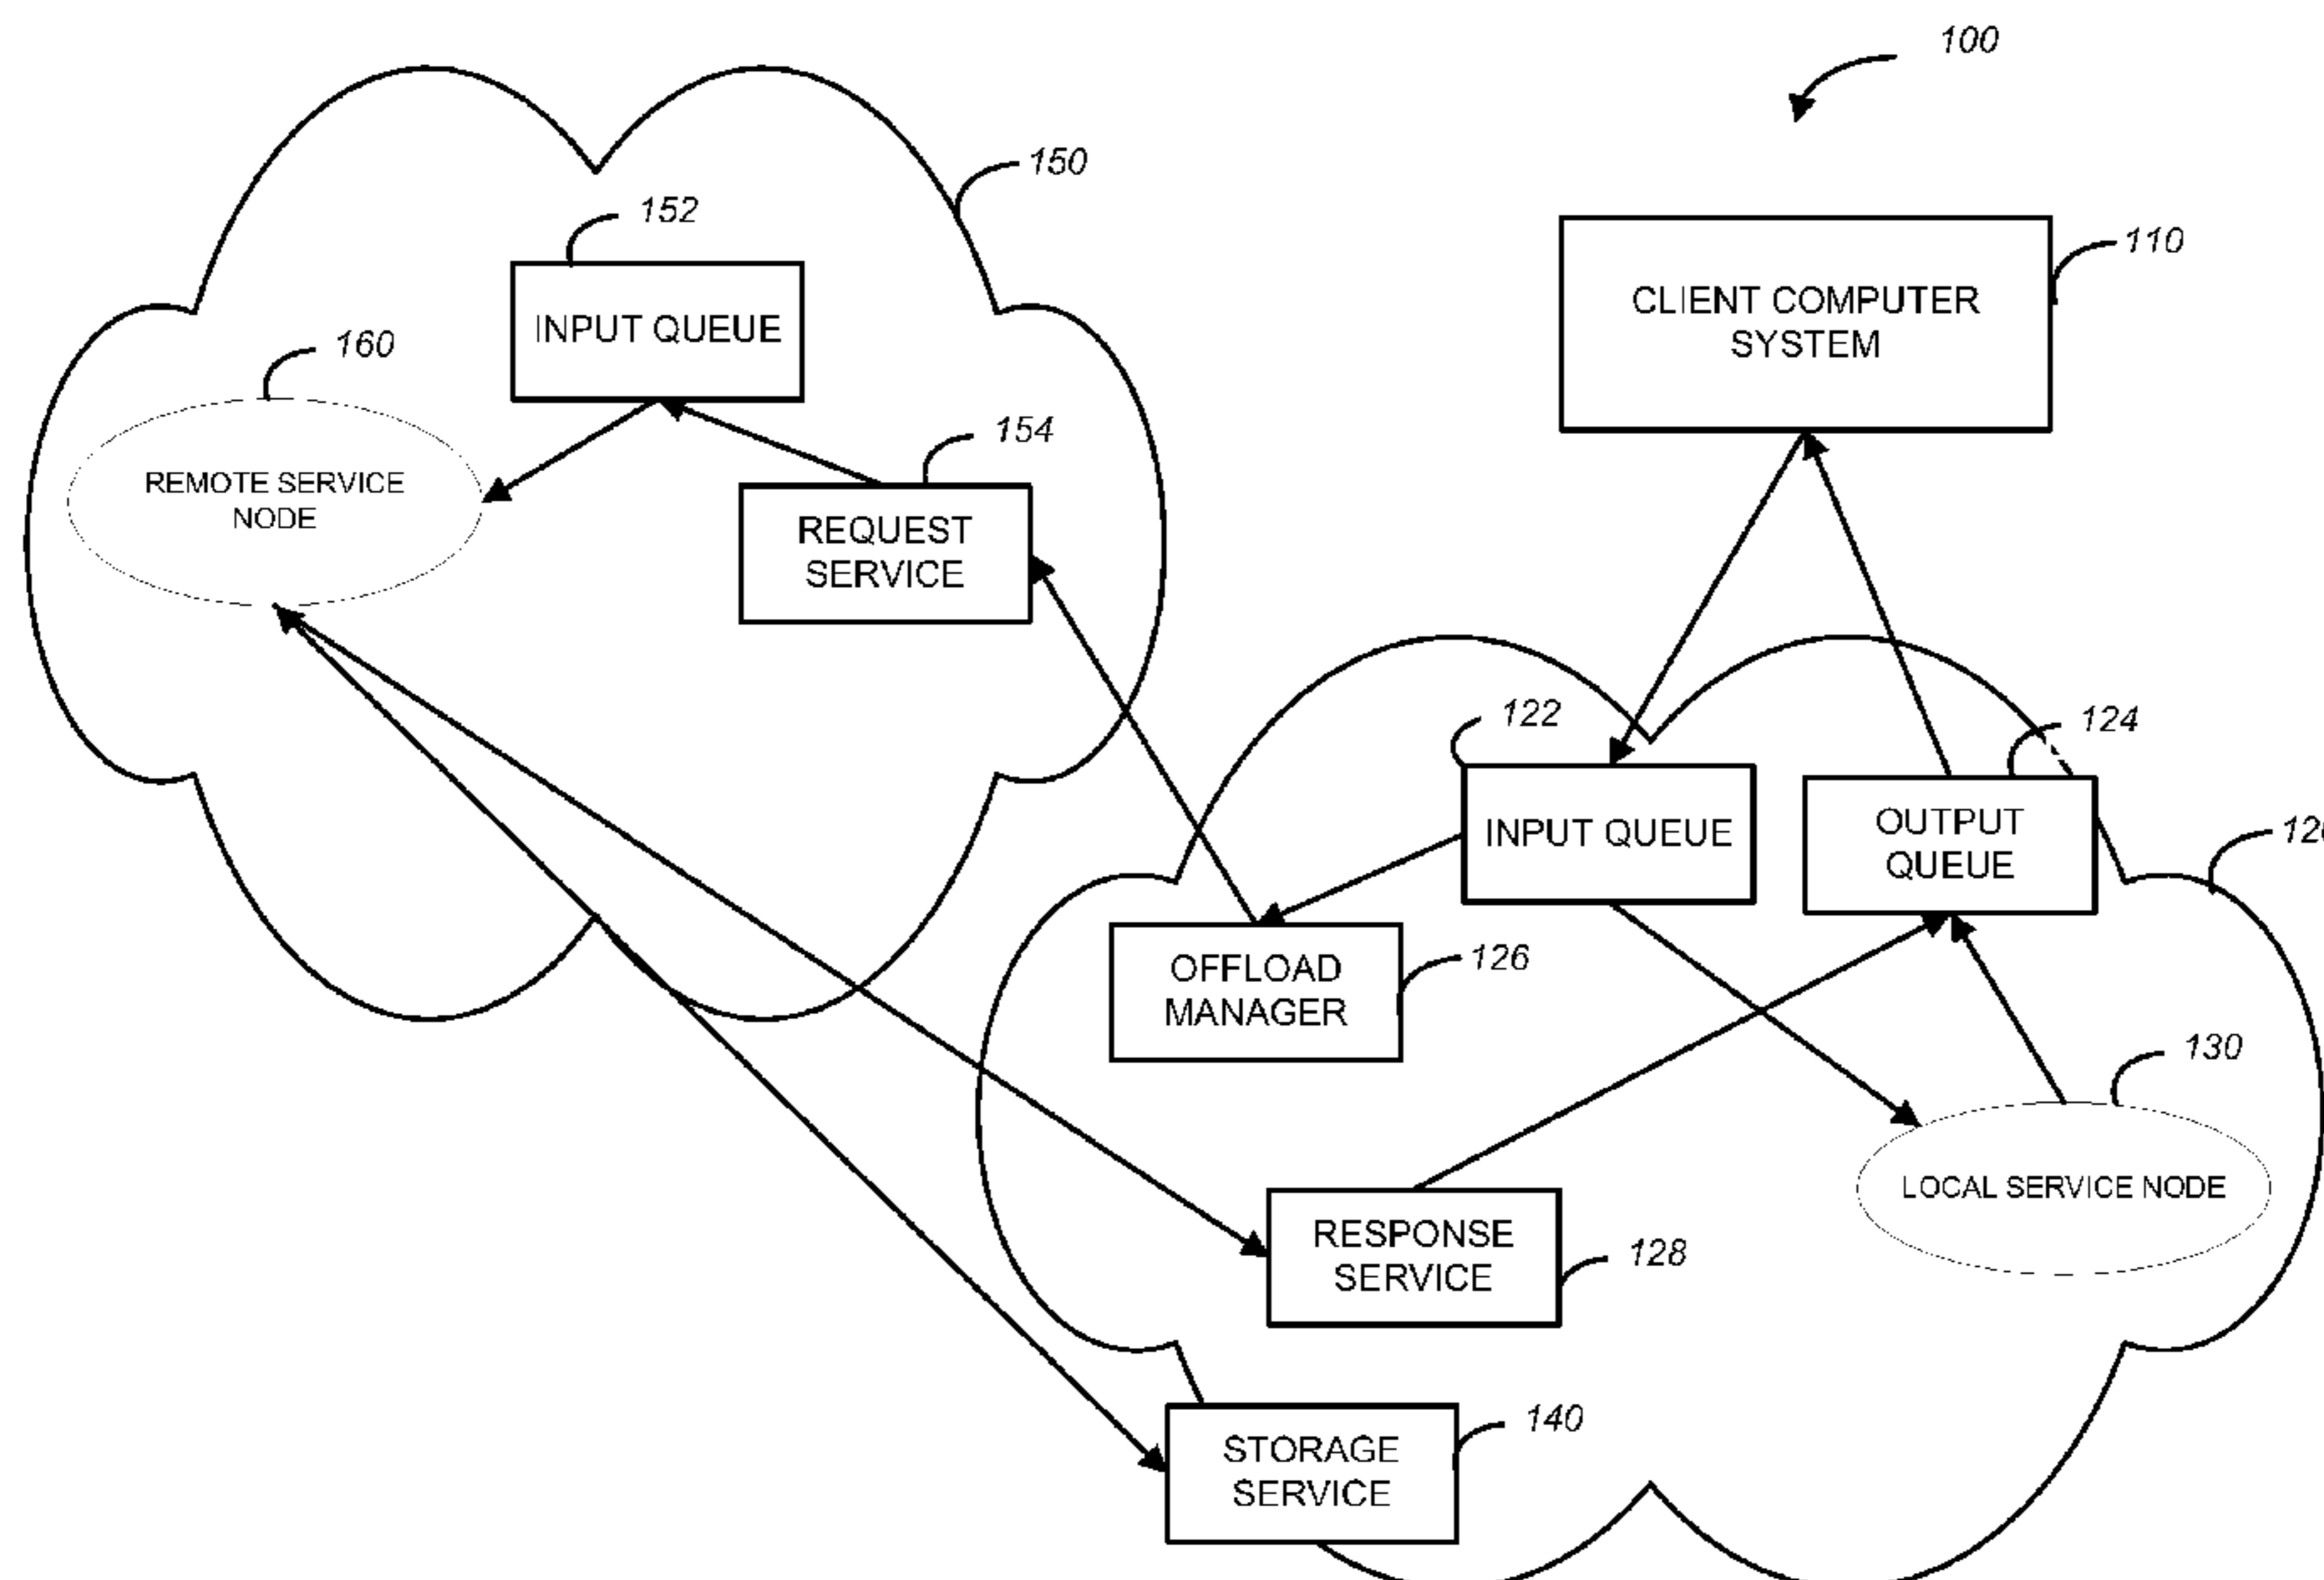 100
150
152
INPUT QUEUE
110
CLIENT COMPUTER
SYSTEM
160
REMOTE SERVICE
NODE
154
REQUEST
SERVICE
122
INPUT QUEUE
124
OUTPUT
QUEUE
OFFLOAD
MANAGER
126
130
LOCAL SERVICE NODE
RESPONSE
SERVICE
128
STORAGE
SERVICE
140